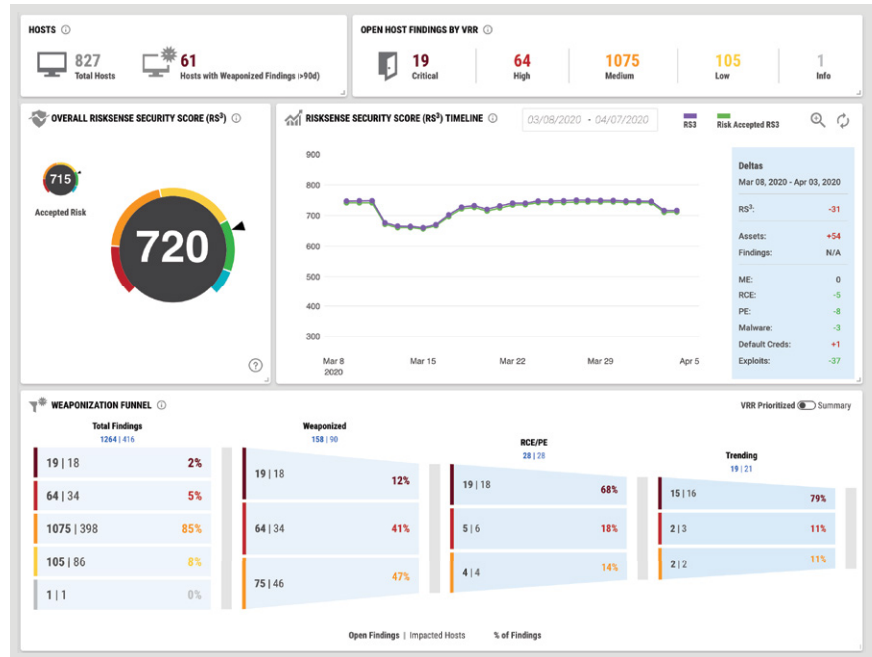 HOSTS
827
Total Hosts
61
Hosts with Weaponized Findings (>90d)
OPEN HOST FINDINGS BY VRR
19
Critical
64
High
1075
Medium
105
Low
1
Info
OVERALL RISKSENSE SECURITY SCORE (RS³)
715
Accepted Risk
720
RISKSENSE SECURITY SCORE (RS³) TIMELINE
03/08/2020 - 04/07/2020
RS3
Risk Accepted RS3
900
800
700
600
500
400
300
Mar 8
2020
Mar 15
Mar 22
Mar 29
Apr 5
Deltas
Mar 08, 2020 - Apr 03, 2020
RS³: -31
Assets: +54
Findings: N/A
ME: 0
RCE: -5
PE: -8
Malware: -3
Default Creds: +1
Exploits: -37
WEAPONIZATION FUNNEL
VRR Prioritized Summary
Total Findings
1264 | 416
19 | 18 2%
64 | 34 5%
1075 | 398 85%
105 | 86 8%
1 | 1 0%
Weaponized
158 | 90
19 | 18 12%
64 | 34 41%
75 | 46 47%
RCE/PE
28 | 28
19 | 18 68%
5 | 6 18%
4 | 4 14%
Trending
19 | 21
15 | 16 79%
2 | 3 11%
2 | 2 11%
Open Findings | Impacted Hosts % of Findings